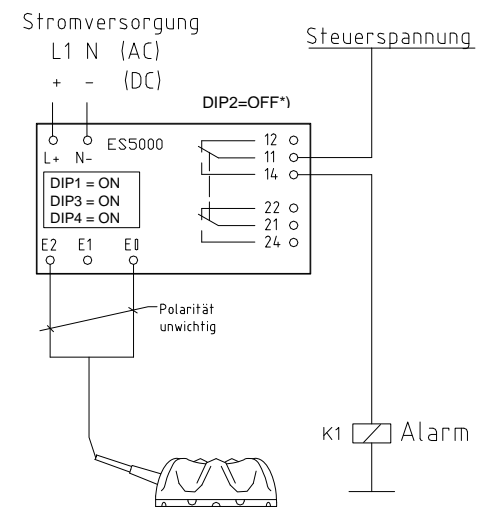 Stromversorgung
L1 N (AC)
+ - (DC)
Steuerspannung
DIP2=OFF*)
ES5000
L+ N-
DIP1 = ON
DIP3 = ON
DIP4 = ON
12
11
14
22
21
24
E2 E1 E0
Polarität
unwichtig
K1 Alarm